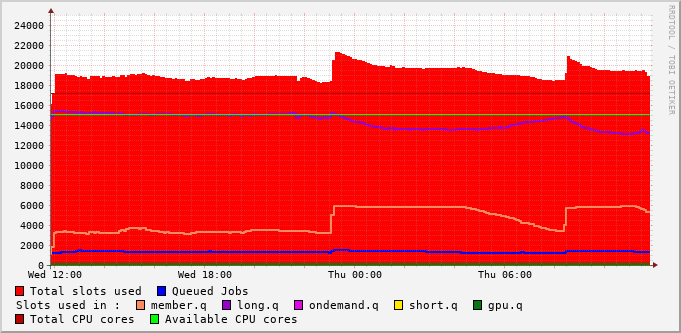 RRDTOOL / TOBI OETIKER
24000
22000
20000
18000
16000
14000
12000
10000
8000
6000
4000
2000
0
Wed 12:00 Wed 18:00 Thu 00:00 Thu 06:00
Total slots used Queued Jobs
Slots used in : member.q long.q ondemand.q short.q gpu.q
Total CPU cores Available CPU cores